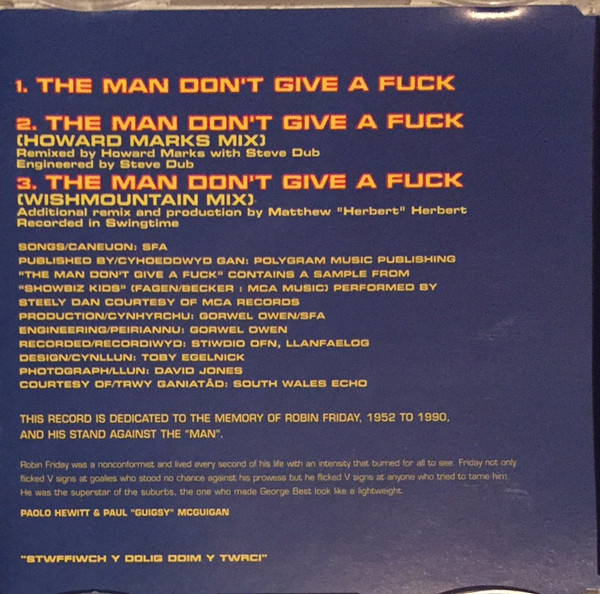 1. THE MAN DON'T GIVE A FUCK
2. THE MAN DON'T GIVE A FUCK
(HOWARD MARKS MIX)
Remixed by Howard Marks with Steve Dub
Engineered by Steve Dub
3. THE MAN DON'T GIVE A FUCK
(WISHMOUNTAIN MIX)
Additional remix and production by Matthew "Herbert" Herbert
Recorded in Swingtime
SONGS/CANEUON: SFA
PUBLISHED BY/CYHOEDDWYD GAN: POLYGRAM MUSIC PUBLISHING
"THE MAN DON'T GIVE A FUCK" CONTAINS A SAMPLE FROM
"SHOWBIZ KIDS" (FAGEN/BECKER : MCA MUSIC) PERFORMED BY
STEELY DAN COURTESY OF MCA RECORDS
PRODUCTION/CYNHYRCHU: GORWEL OWEN/SFA
ENGINEERING/PEIRIANNU: GORWEL OWEN
RECORDED/RECORDIWYD: STIWDIO OFN, LLANFAELOG
DESIGN/CYNLLUN: TOBY EGELNICK
PHOTOGRAPH/LLUN: DAVID JONES
COURTESY OF/TRWY GANIATÂD: SOUTH WALES ECHO
THIS RECORD IS DEDICATED TO THE MEMORY OF ROBIN FRIDAY, 1952 TO 1990,
AND HIS STAND AGAINST THE "MAN".
Robin Friday was a nonconformist and lived every second of his life with an intensity that burned for all to see. Friday not only
flicked V signs at goalies who stood no chance against his prowess but he flicked V signs at anyone who tried to tame him.
He was the superstar of the suburbs, the one who made George Best look like a lightweight.
PAOLO HEWITT & PAUL "GUIGSY" MCGUIGAN
"STWFFIWCH Y DOLIG DDIM Y TWRCI"